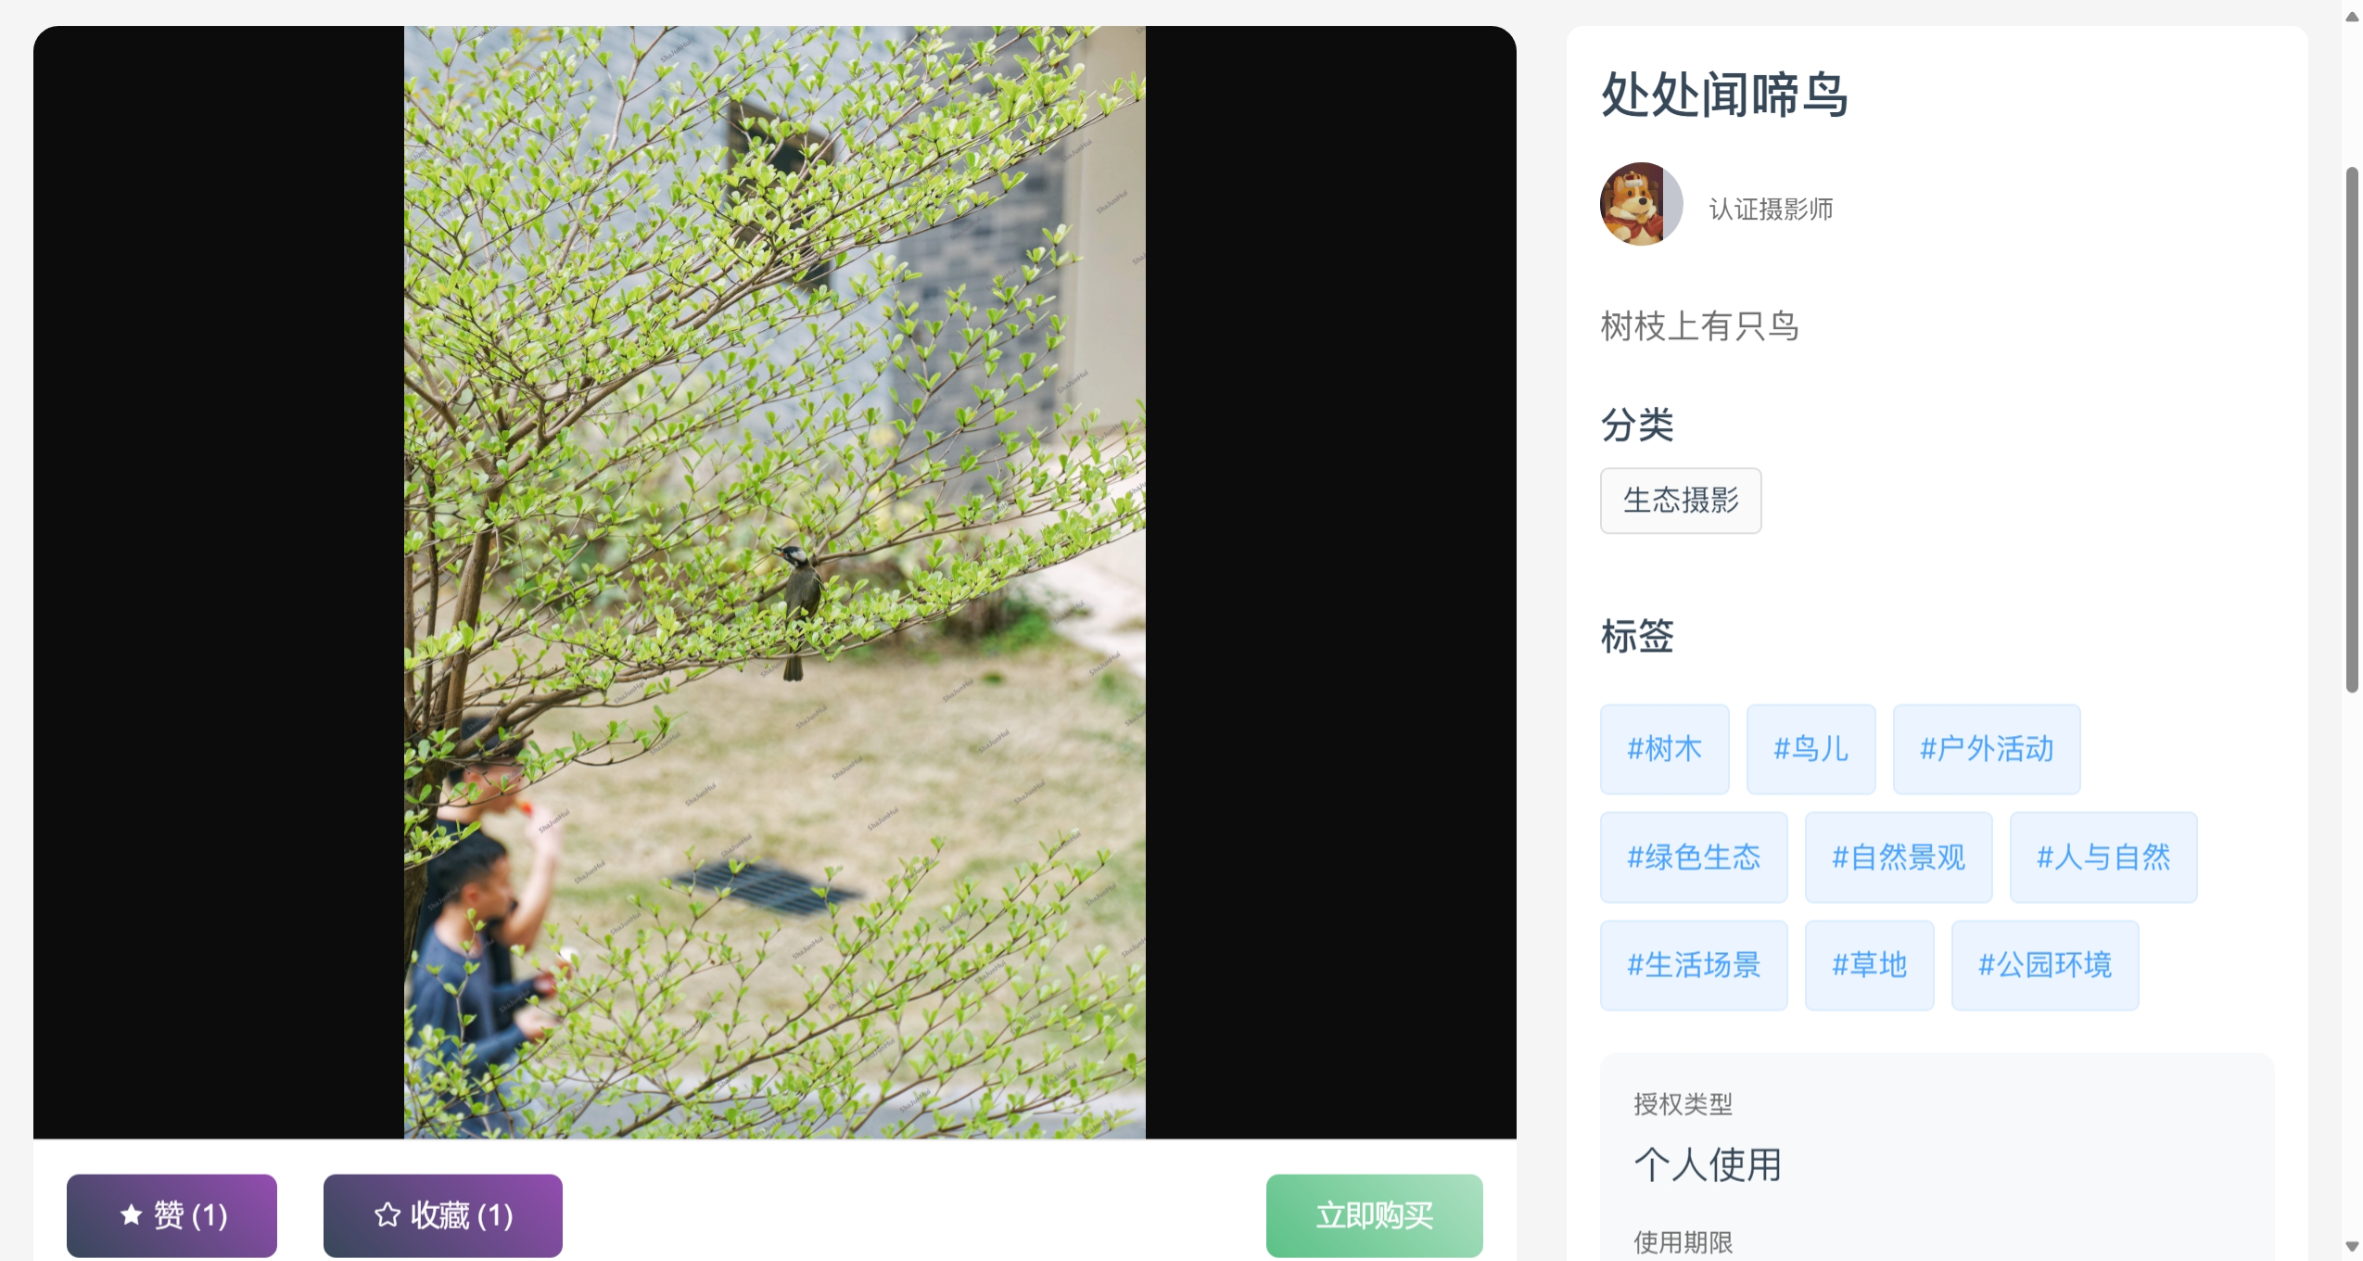 处处闻啼鸟
认证摄影师
树枝上有只鸟
分类
生态摄影
标签
#树木 #鸟儿 #户外活动
#绿色生态 #自然景观 #人与自然
#生活场景 #草地 #公园环境
授权类型
个人使用
使用期限
赞 (1) 收藏 (1) 立即购买
ShaJunHui